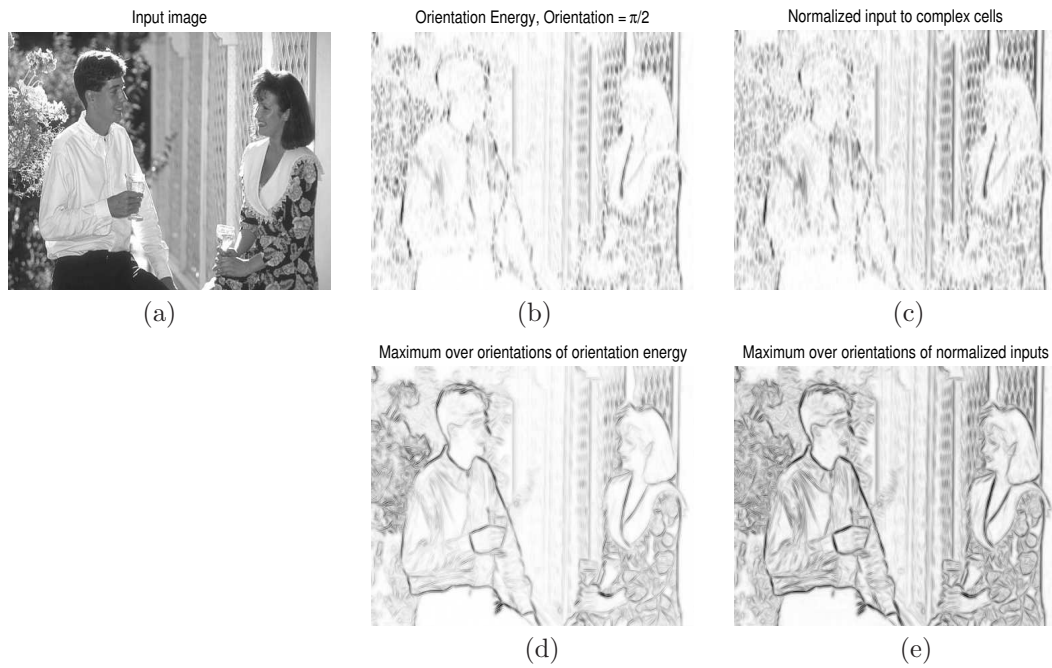 Input image
Orientation Energy, Orientation = π/2
Normalized input to complex cells
(a)
(b)
(c)
Maximum over orientations of orientation energy
Maximum over orientations of normalized inputs
(d)
(e)